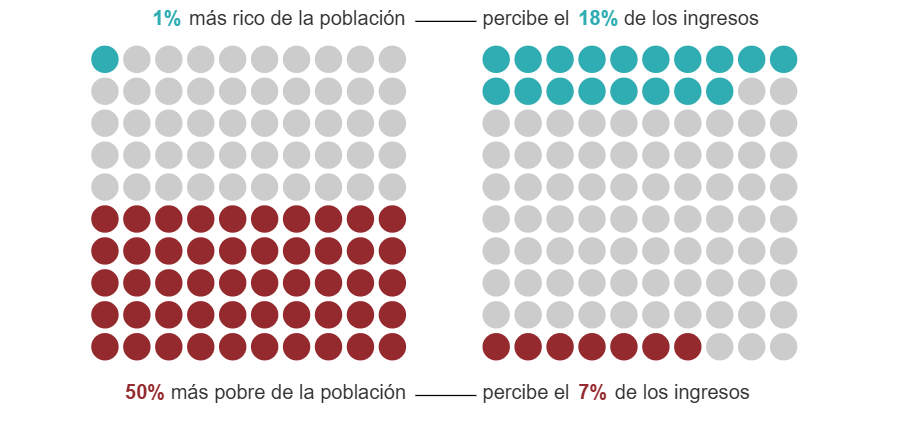 1% más rico de la población percibe el 18% de los ingresos
50% más pobre de la población percibe el 7% de los ingresos